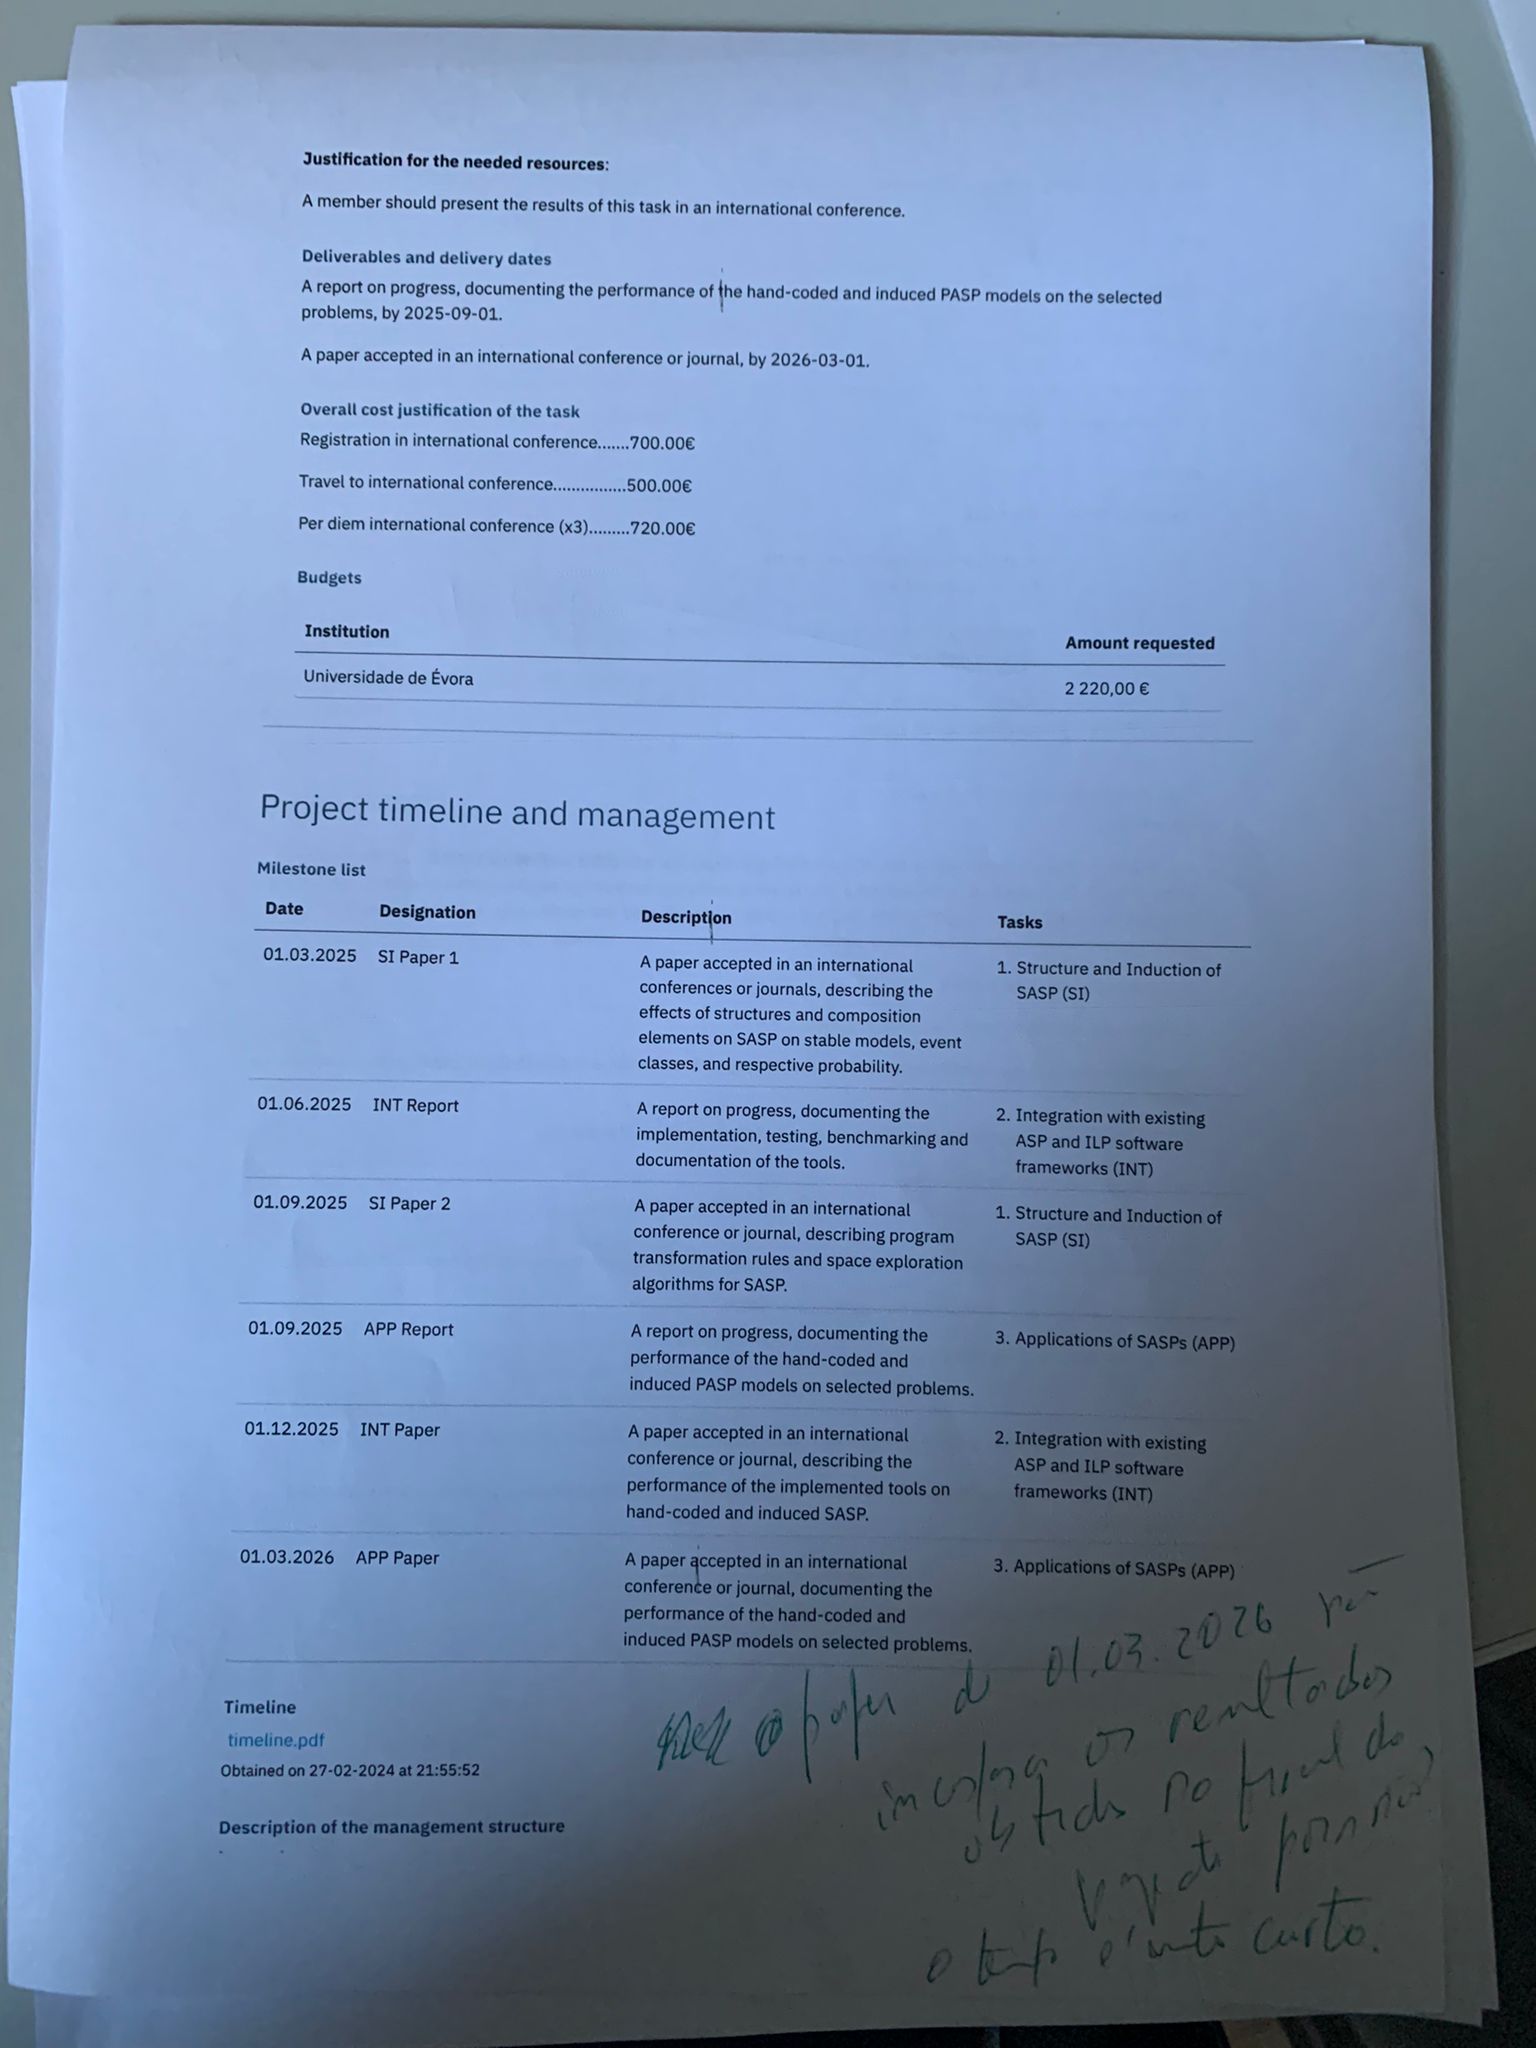 Justification for the needed resources:
A member should present the results of this task in an international conference.
Deliverables and delivery dates
A report on progress, documenting the performance of the hand-coded and induced PASP models on the selected
problems, by 2025-09-01.
A paper accepted in an international conference or journal, by 2026-03-01.
Overall cost justification of the task
Registration in international conference.......700.00€
Travel to international conference................500.00€
Per diem international conference (x3).........720.00€
Budgets
Institution Amount requested
Universidade de Évora 2 220,00 €
Project timeline and management
Milestone list
Date Designation Description Tasks
01.03.2025 SI Paper 1 A paper accepted in an international 1. Structure and Induction of
conferences or journals, describing the SASP (SI)
effects of structures and composition
elements on SASP on stable models, event
classes, and respective probability.
01.06.2025 INT Report A report on progress, documenting the 2. Integration with existing
implementation, testing, benchmarking and ASP and ILP software
documentation of the tools. frameworks (INT)
01.09.2025 SI Paper 2 A paper accepted in an international 1. Structure and Induction of
conference or journal, describing program SASP (SI)
transformation rules and space exploration
algorithms for SASP.
01.09.2025 APP Report A report on progress, documenting the 3. Applications of SASPs (APP)
performance of the hand-coded and
induced PASP models on selected problems.
01.12.2025 INT Paper A paper accepted in an international 2. Integration with existing
conference or journal, describing the ASP and ILP software
performance of the implemented tools on frameworks (INT)
hand-coded and induced SASP.
01.03.2026 APP Paper A paper accepted in an international 3. Applications of SASPs (APP)
conference or journal, documenting the
performance of the hand-coded and
induced PASP models on selected problems.
o paper de 01.03.2026
os resultados
obtidos no final do
o tempo é muito curto.
Timeline
timeline.pdf
Obtained on 27-02-2024 at 21:55:52
Description of the management structure